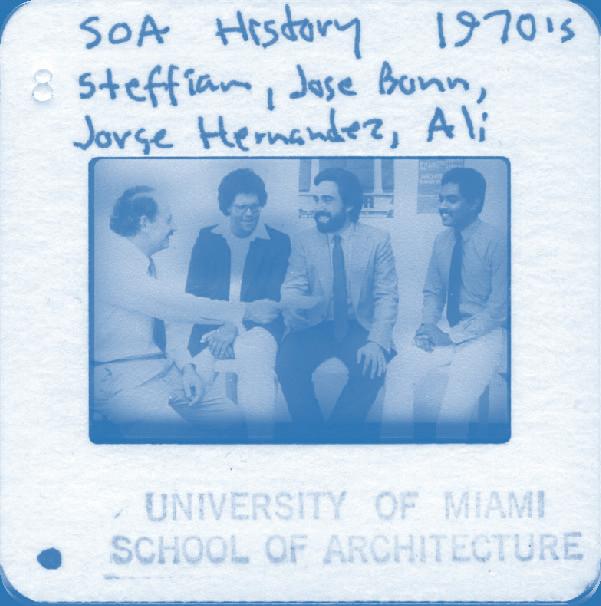 SOA History 1970's
8 Steffian, Jose Bonn,
Jorge Hernandez, Ali
UNIVERSITY OF MIAMI
SCHOOL OF ARCHITECTURE